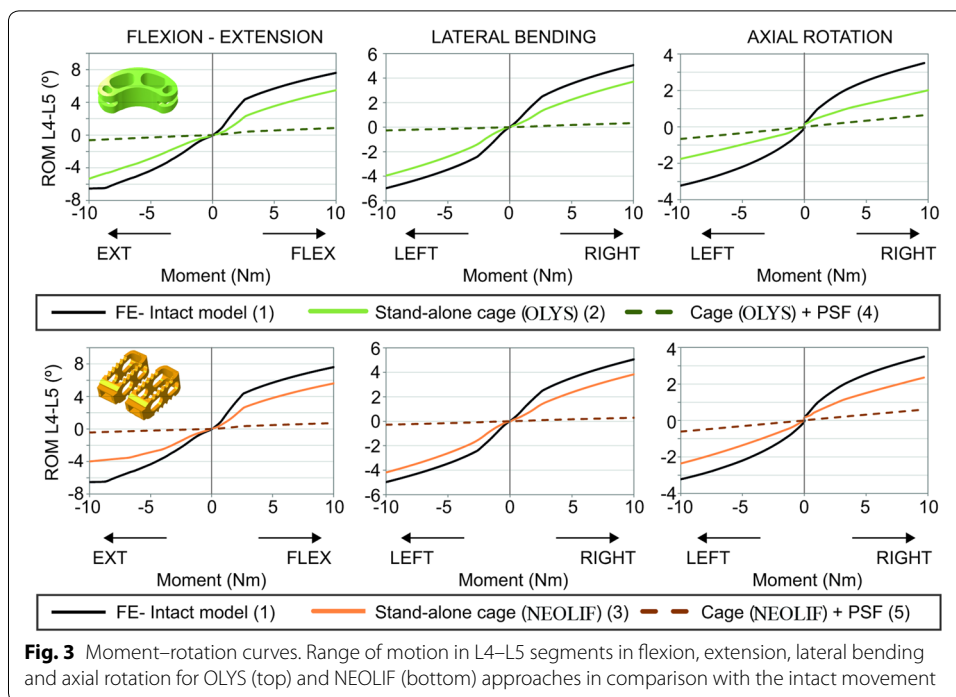 FLEXION - EXTENSION
LATERAL BENDING
AXIAL ROTATION
ROM L4-L5 (º)
8
4
0
-4
-8
-10
-5
0
5
10
6
4
2
0
-2
-4
-6
-10
-5
0
5
10
4
2
0
-2
-4
-10
-5
0
5
10
EXT
FLEX
LEFT
RIGHT
LEFT
RIGHT
Moment (Nm)
Moment (Nm)
Moment (Nm)
FE- Intact model (1)
Stand-alone cage (OLYS) (2)
Cage (OLYS) + PSF (4)
ROM L4-L5 (º)
8
4
0
-4
-8
-10
-5
0
5
10
6
4
2
0
-2
-4
-6
-10
-5
0
5
10
4
2
0
-2
-4
-10
-5
0
5
10
EXT
FLEX
LEFT
RIGHT
LEFT
RIGHT
Moment (Nm)
Moment (Nm)
Moment (Nm)
FE- Intact model (1)
Stand-alone cage (NEOLIF) (3)
Cage (NEOLIF) + PSF (5)
Fig. 3 Moment–rotation curves. Range of motion in L4–L5 segments in flexion, extension, lateral bending
and axial rotation for OLYS (top) and NEOLIF (bottom) approaches in comparison with the intact movement